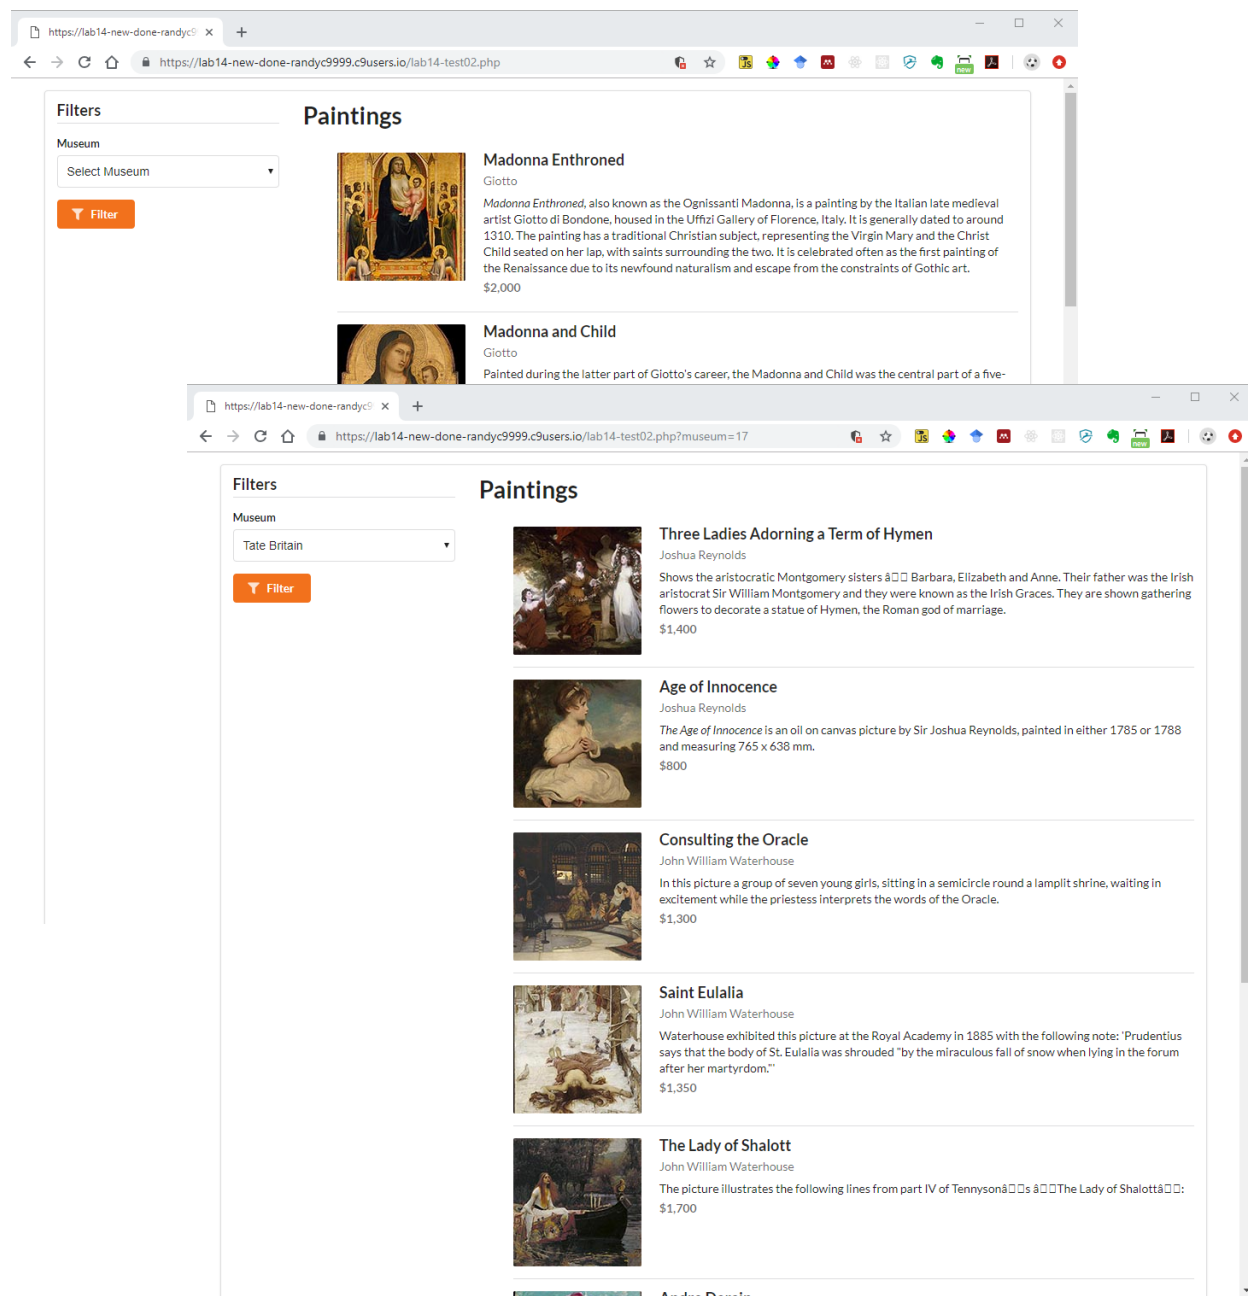 https://lab14-new-done-randyc9
https://lab14-new-done-randyc9999.c9users.io/lab14-test02.php
JS
new
Filters
Museum
Select Museum
Filter
Paintings
Madonna Enthroned
Giotto
Madonna Enthroned, also known as the Ognissanti Madonna, is a painting by the Italian late medieval
artist Giotto di Bondone, housed in the Uffizi Gallery of Florence, Italy. It is generally dated to around
1310. The painting has a traditional Christian subject, representing the Virgin Mary and the Christ
Child seated on her lap, with saints surrounding the two. It is celebrated often as the first painting of
the Renaissance due to its newfound naturalism and escape from the constraints of Gothic art.
$2,000
Madonna and Child
Giotto
Painted during the latter part of Giotto's career, the Madonna and Child was the central part of a five-
https://lab14-new-done-randyc9
https://lab14-new-done-randyc9999.c9users.io/lab14-test02.php?museum=17
JS
new
Filters
Museum
Tate Britain
Filter
Paintings
Three Ladies Adorning a Term of Hymen
Joshua Reynolds
Shows the aristocratic Montgomery sisters â□□ Barbara, Elizabeth and Anne. Their father was the Irish
aristocrat Sir William Montgomery and they were known as the Irish Graces. They are shown gathering
flowers to decorate a statue of Hymen, the Roman god of marriage.
$1,400
Age of Innocence
Joshua Reynolds
The Age of Innocence is an oil on canvas picture by Sir Joshua Reynolds, painted in either 1785 or 1788
and measuring 765 x 638 mm.
$800
Consulting the Oracle
John William Waterhouse
In this picture a group of seven young girls, sitting in a semicircle round a lamplit shrine, waiting in
excitement while the priestess interprets the words of the Oracle.
$1,300
Saint Eulalia
John William Waterhouse
Waterhouse exhibited this picture at the Royal Academy in 1885 with the following note: 'Prudentius
says that the body of St. Eulalia was shrouded "by the miraculous fall of snow when lying in the forum
after her martyrdom."'
$1,350
The Lady of Shalott
John William Waterhouse
The picture illustrates the following lines from part IV of Tennysonâ□□s â□□The Lady of Shalottâ□□:
$1,700
Andre Derain